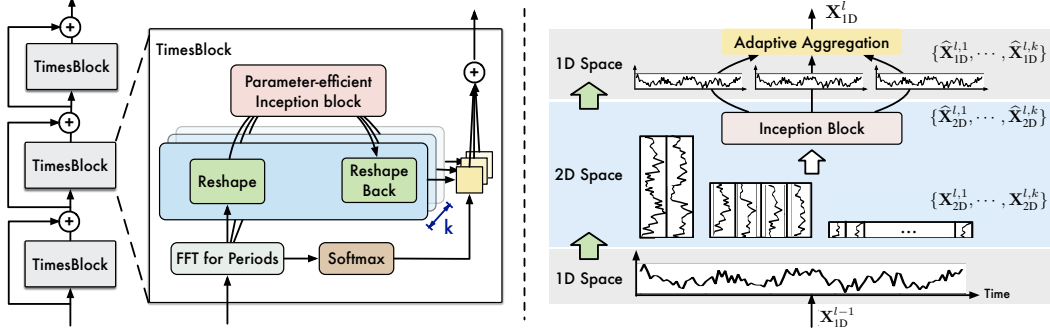 TimesBlock
TimesBlock
TimesBlock
TimesBlock
Parameter-efficient
Inception block
Reshape
Reshape
Back
k
FFT for Periods
Softmax
X^l_1D
Adaptive Aggregation
1D Space
{X̂^{l,1}_1D, ⋯, X̂^{l,k}_1D}
{X̂^{l,1}_2D, ⋯, X̂^{l,k}_2D}
Inception Block
2D Space
{X^{l,1}_2D, ⋯, X^{l,k}_2D}
...
1D Space
Time
X^{l−1}_1D